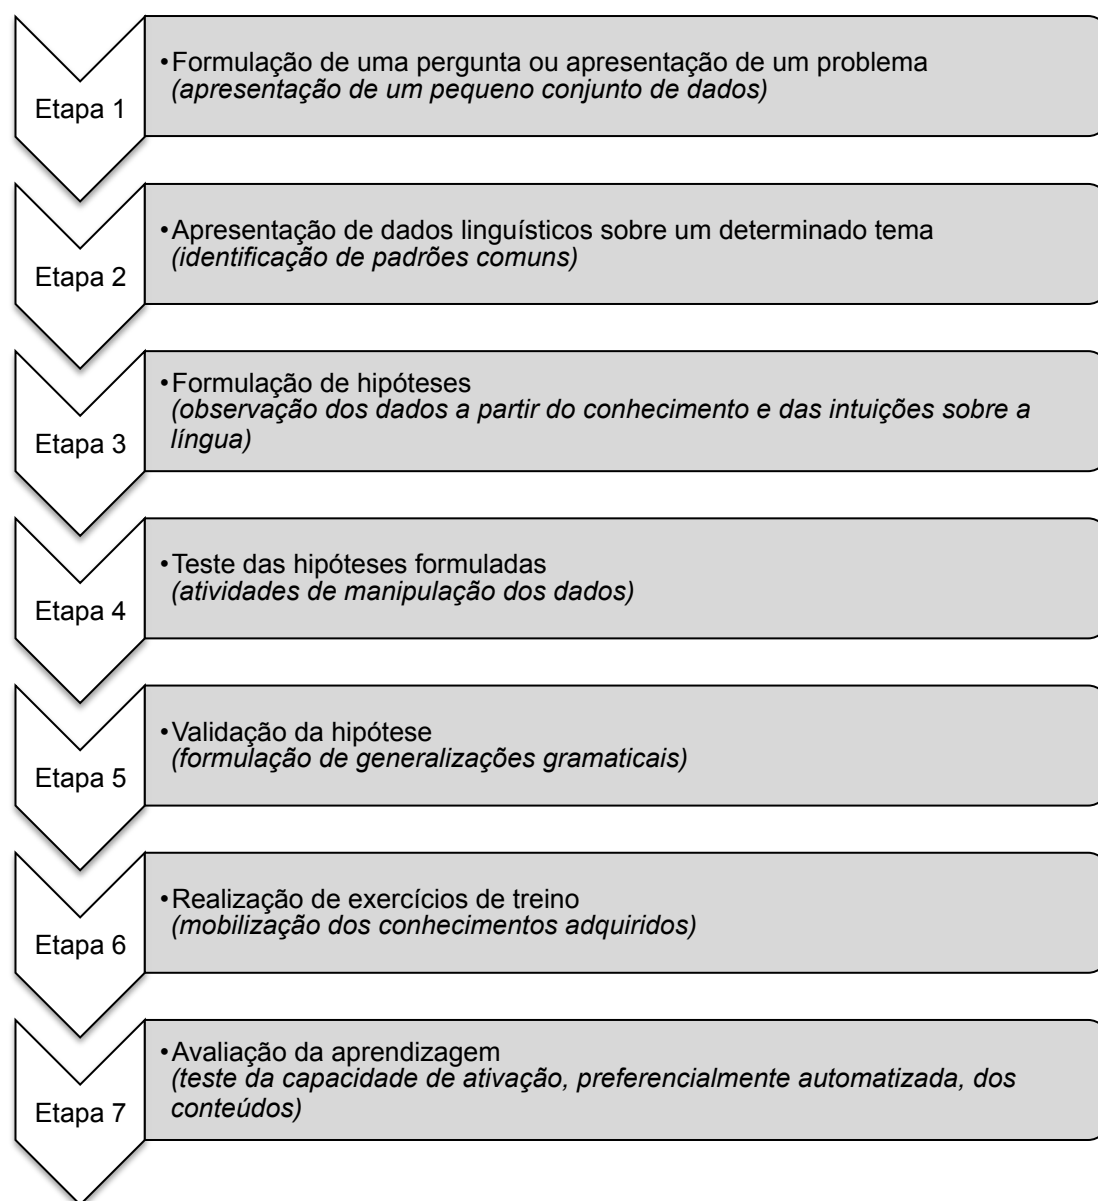 Etapa 1
•Formulação de uma pergunta ou apresentação de um problema
(apresentação de um pequeno conjunto de dados)
Etapa 2
•Apresentação de dados linguísticos sobre um determinado tema
(identificação de padrões comuns)
Etapa 3
•Formulação de hipóteses
(observação dos dados a partir do conhecimento e das intuições sobre a
língua)
Etapa 4
•Teste das hipóteses formuladas
(atividades de manipulação dos dados)
Etapa 5
•Validação da hipótese
(formulação de generalizações gramaticais)
Etapa 6
•Realização de exercícios de treino
(mobilização dos conhecimentos adquiridos)
Etapa 7
•Avaliação da aprendizagem
(teste da capacidade de ativação, preferencialmente automatizada, dos
conteúdos)